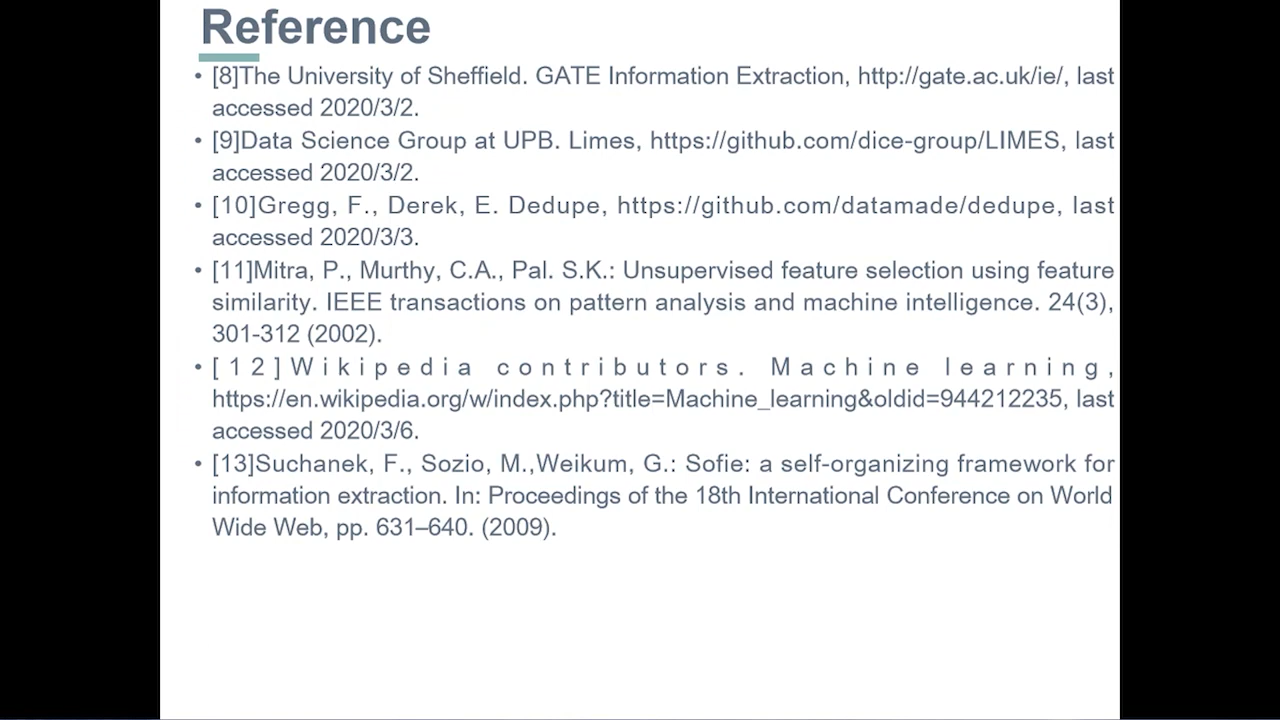 Reference
• [8]The University of Sheffield. GATE Information Extraction, http://gate.ac.uk/ie/, last
accessed 2020/3/2.
• [9]Data Science Group at UPB. Limes, https://github.com/dice-group/LIMES, last
accessed 2020/3/2.
• [10]Gregg, F., Derek, E. Dedupe, https://github.com/datamade/dedupe, last
accessed 2020/3/3.
• [11]Mitra, P., Murthy, C.A., Pal. S.K.: Unsupervised feature selection using feature
similarity. IEEE transactions on pattern analysis and machine intelligence. 24(3),
301-312 (2002).
• [12]Wikipedia contributors. Machine learning,
https://en.wikipedia.org/w/index.php?title=Machine_learning&oldid=944212235, last
accessed 2020/3/6.
• [13]Suchanek, F., Sozio, M.,Weikum, G.: Sofie: a self-organizing framework for
information extraction. In: Proceedings of the 18th International Conference on World
Wide Web, pp. 631–640. (2009).